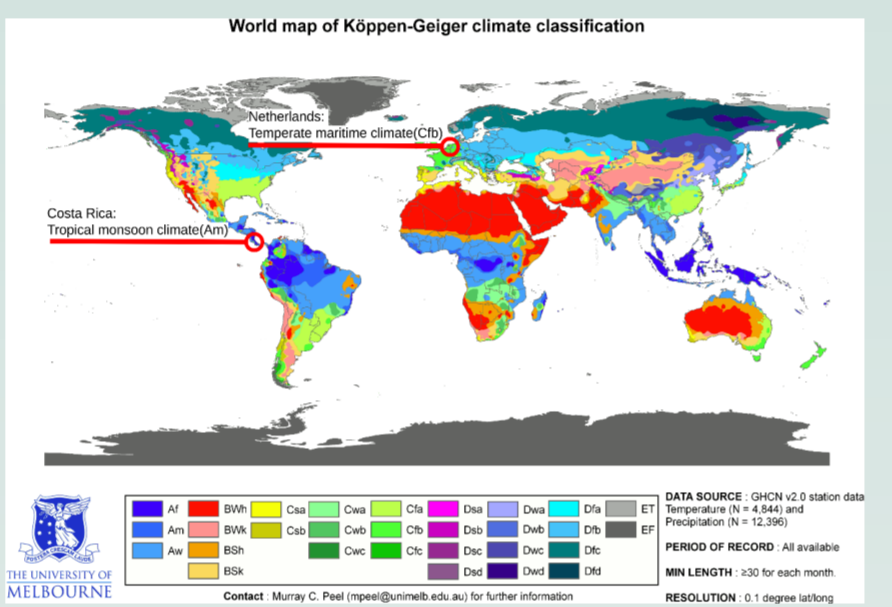 World map of Köppen-Geiger climate classification
Netherlands:
Temperate maritime climate(Cfb)
Costa Rica:
Tropical monsoon climate(Am)
Af BWh Csa Cwa Cfa Dsa Dwa Dfa ET
Am BWk Csb Cwb Cfb Dsb Dwb Dfb EF
Aw BSh Cwc Cfc Dsc Dwc Dfc
BSk Dsd Dwd Dfd
DATA SOURCE : GHCN v2.0 station data
Temperature (N = 4,844) and
Precipitation (N = 12,396)
PERIOD OF RECORD : All available
MIN LENGTH : ≥30 for each month.
RESOLUTION : 0.1 degree lat/long
THE UNIVERSITY OF
MELBOURNE
Contact : Murray C. Peel (mpeel@unimelb.edu.au) for further information